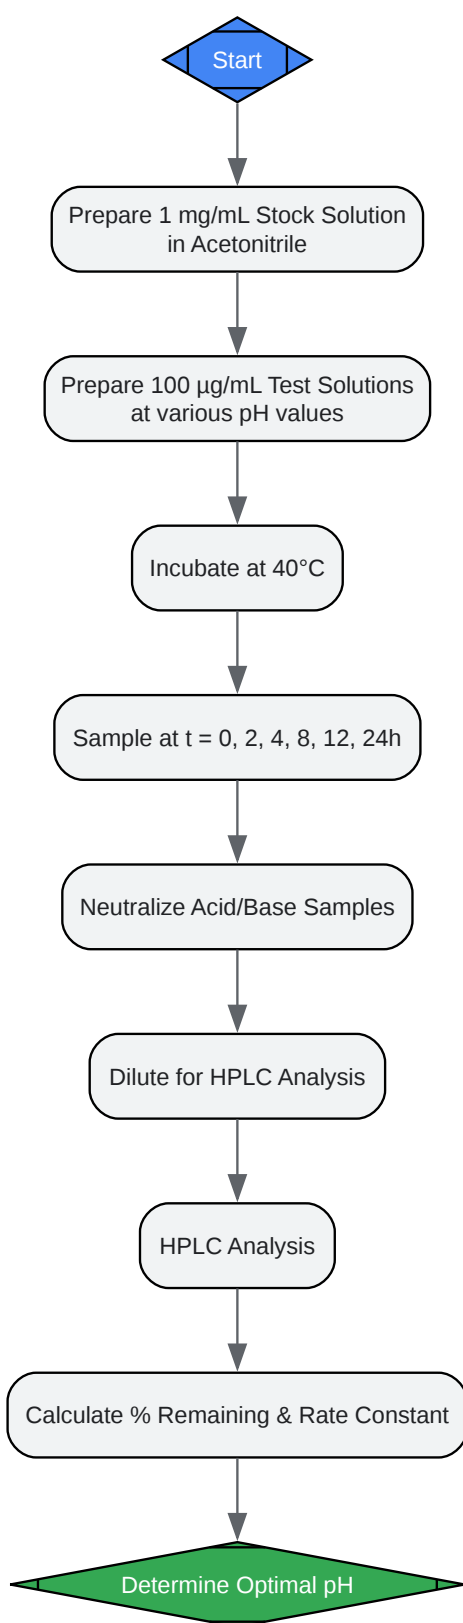 Start
Prepare 1 mg/mL Stock Solution
in Acetonitrile
Prepare 100 µg/mL Test Solutions
at various pH values
Incubate at 40°C
Sample at t = 0, 2, 4, 8, 12, 24h
Neutralize Acid/Base Samples
Dilute for HPLC Analysis
HPLC Analysis
Calculate % Remaining & Rate Constant
Determine Optimal pH